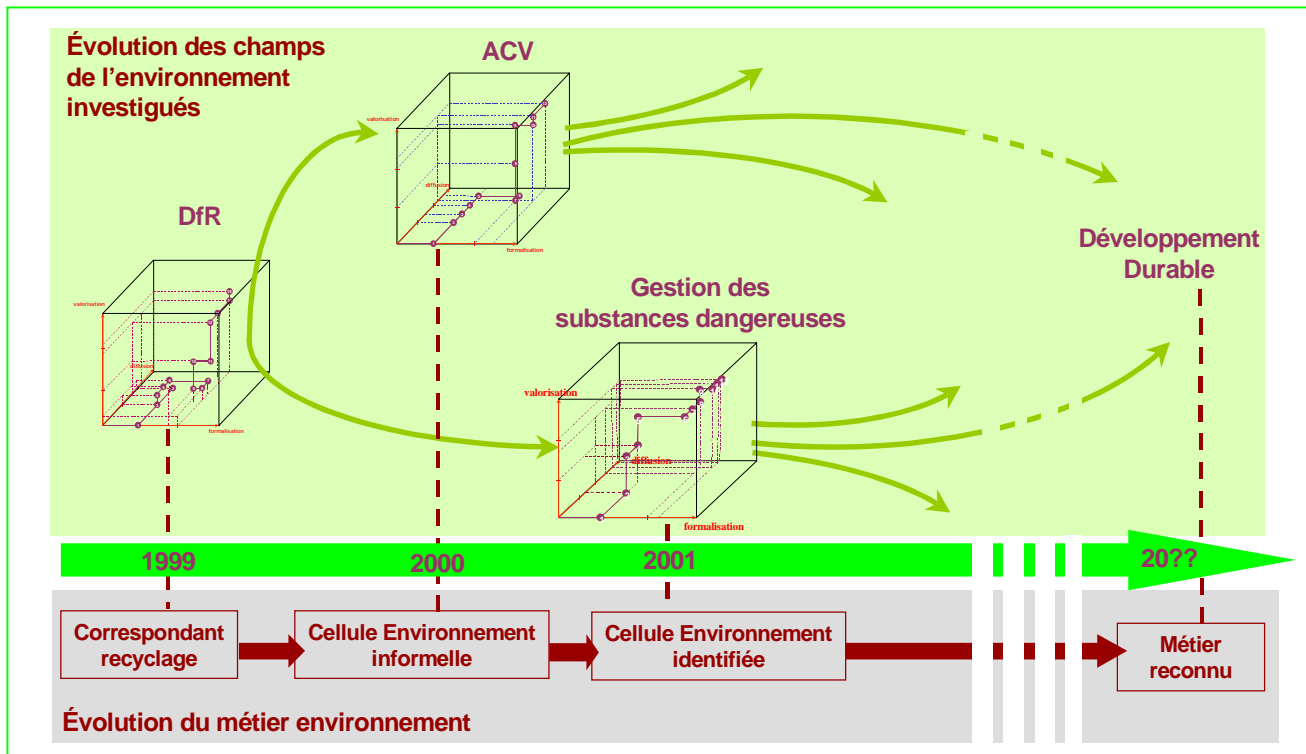 Évolution des champs
de l'environnement
investigués
ACV
valorisation
diffusion
formalisation
DfR
valorisation
diffusion
formalisation
Gestion des
substances dangereuses
valorisation
diffusion
formalisation
Développement
Durable
1999
2000
2001
20??
Correspondant
recyclage
Cellule Environnement
informelle
Cellule Environnement
identifiée
Métier
reconnu
Évolution du métier environnement